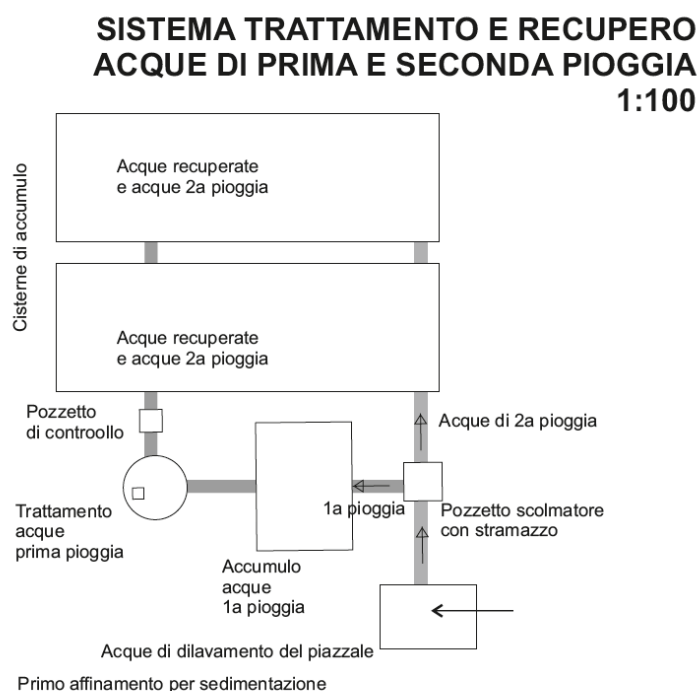 SISTEMA TRATTAMENTO E RECUPERO
ACQUE DI PRIMA E SECONDA PIOGGIA
1:100
Cisterne di accumulo
Acque recuperate
e acque 2a pioggia
Acque recuperate
e acque 2a pioggia
Pozzetto
di controollo
Acque di 2a pioggia
1a pioggia
Pozzetto scolmatore
con stramazzo
Trattamento
acque
prima pioggia
Accumulo
acque
1a pioggia
Acque di dilavamento del piazzale
Primo affinamento per sedimentazione